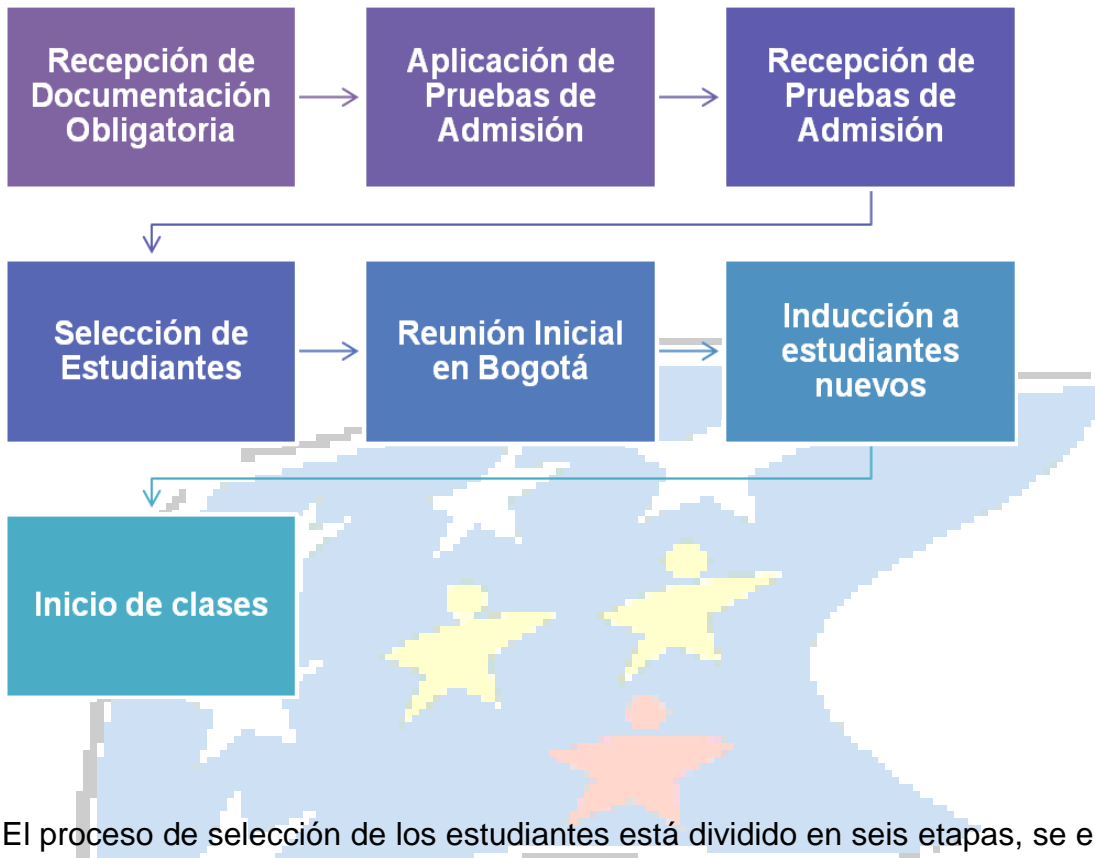 Recepción de
Documentación
Obligatoria
Aplicación de
Pruebas de
Admisión
Recepción de
Pruebas de
Admisión
Selección de
Estudiantes
Reunión Inicial
en Bogotá
Inducción a
estudiantes
nuevos
Inicio de clases
El proceso de selección de los estudiantes está dividido en seis etapas, se e